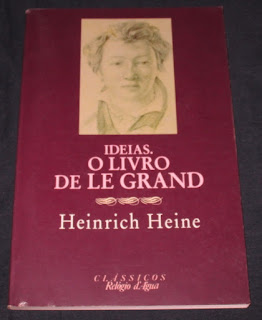 IDEIAS.
O LIVRO
DE LE GRAND
Heinrich Heine
CLÁSSICOS
Relógio d'Água